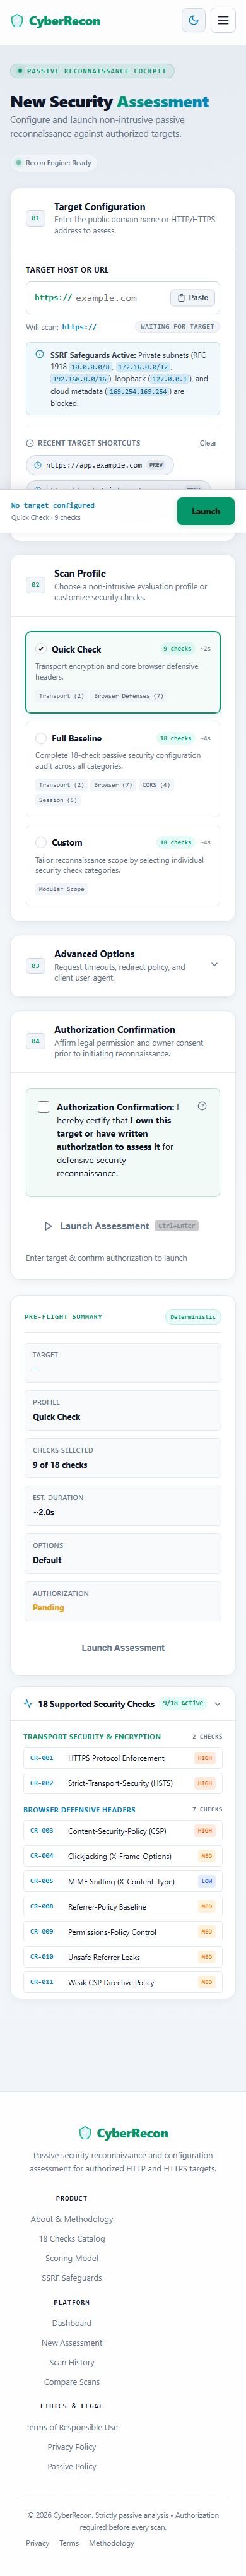 CyberRecon
PASSIVE RECONNAISSANCE COCKPIT
New Security Assessment
Configure and launch non-intrusive passive
reconnaissance against authorized targets.
Recon Engine: Ready
01
Target Configuration
Enter the public domain name or HTTP/HTTPS
address to assess.
TARGET HOST OR URL
https:// example.com
Paste
Will scan: https://
WAITING FOR TARGET
SSRF Safeguards Active: Private subnets (RFC
1918 10.0.0.0/8 , 172.16.0.0/12 ,
192.168.0.0/16 ), loopback ( 127.0.0.1 ), and
cloud metadata ( 169.254.169.254 ) are
blocked.
RECENT TARGET SHORTCUTS
Clear
https://app.example.com PREV
No target configured
Quick Check · 9 checks
Launch
02
Scan Profile
Choose a non-intrusive evaluation profile or
customize security checks.
Quick Check
9 checks ~2s
Transport encryption and core browser defensive
headers.
Transport (2) Browser Defenses (7)
Full Baseline
18 checks ~4s
Complete 18-check passive security configuration
audit across all categories.
Transport (2) Browser (7) CORS (4)
Session (5)
Custom
18 checks ~4s
Tailor reconnaissance scope by selecting individual
security check categories.
Modular Scope
03
Advanced Options
Request timeouts, redirect policy, and
client user-agent.
04
Authorization Confirmation
Affirm legal permission and owner consent
prior to initiating reconnaissance.
Authorization Confirmation: I
hereby certify that I own this
target or have written
authorization to assess it for
defensive security
reconnaissance.
Launch Assessment Ctrl+Enter
Enter target & confirm authorization to launch
PRE-FLIGHT SUMMARY
Deterministic
TARGET
—
PROFILE
Quick Check
CHECKS SELECTED
9 of 18 checks
EST. DURATION
~2.0s
OPTIONS
Default
AUTHORIZATION
Pending
Launch Assessment
18 Supported Security Checks 9/18 Active
TRANSPORT SECURITY & ENCRYPTION 2 CHECKS
CR-001 HTTPS Protocol Enforcement HIGH
CR-002 Strict-Transport-Security (HSTS) HIGH
BROWSER DEFENSIVE HEADERS 7 CHECKS
CR-003 Content-Security-Policy (CSP) HIGH
CR-004 Clickjacking (X-Frame-Options) MED
CR-005 MIME Sniffing (X-Content-Type) LOW
CR-008 Referrer-Policy Baseline MED
CR-009 Permissions-Policy Control MED
CR-010 Unsafe Referrer Leaks MED
CR-011 Weak CSP Directive Policy MED
CyberRecon
Passive security reconnaissance and configuration
assessment for authorized HTTP and HTTPS targets.
PRODUCT
About & Methodology
18 Checks Catalog
Scoring Model
SSRF Safeguards
PLATFORM
Dashboard
New Assessment
Scan History
Compare Scans
ETHICS & LEGAL
Terms of Responsible Use
Privacy Policy
Passive Policy
© 2026 CyberRecon. Strictly passive analysis • Authorization
required before every scan.
Privacy Terms Methodology